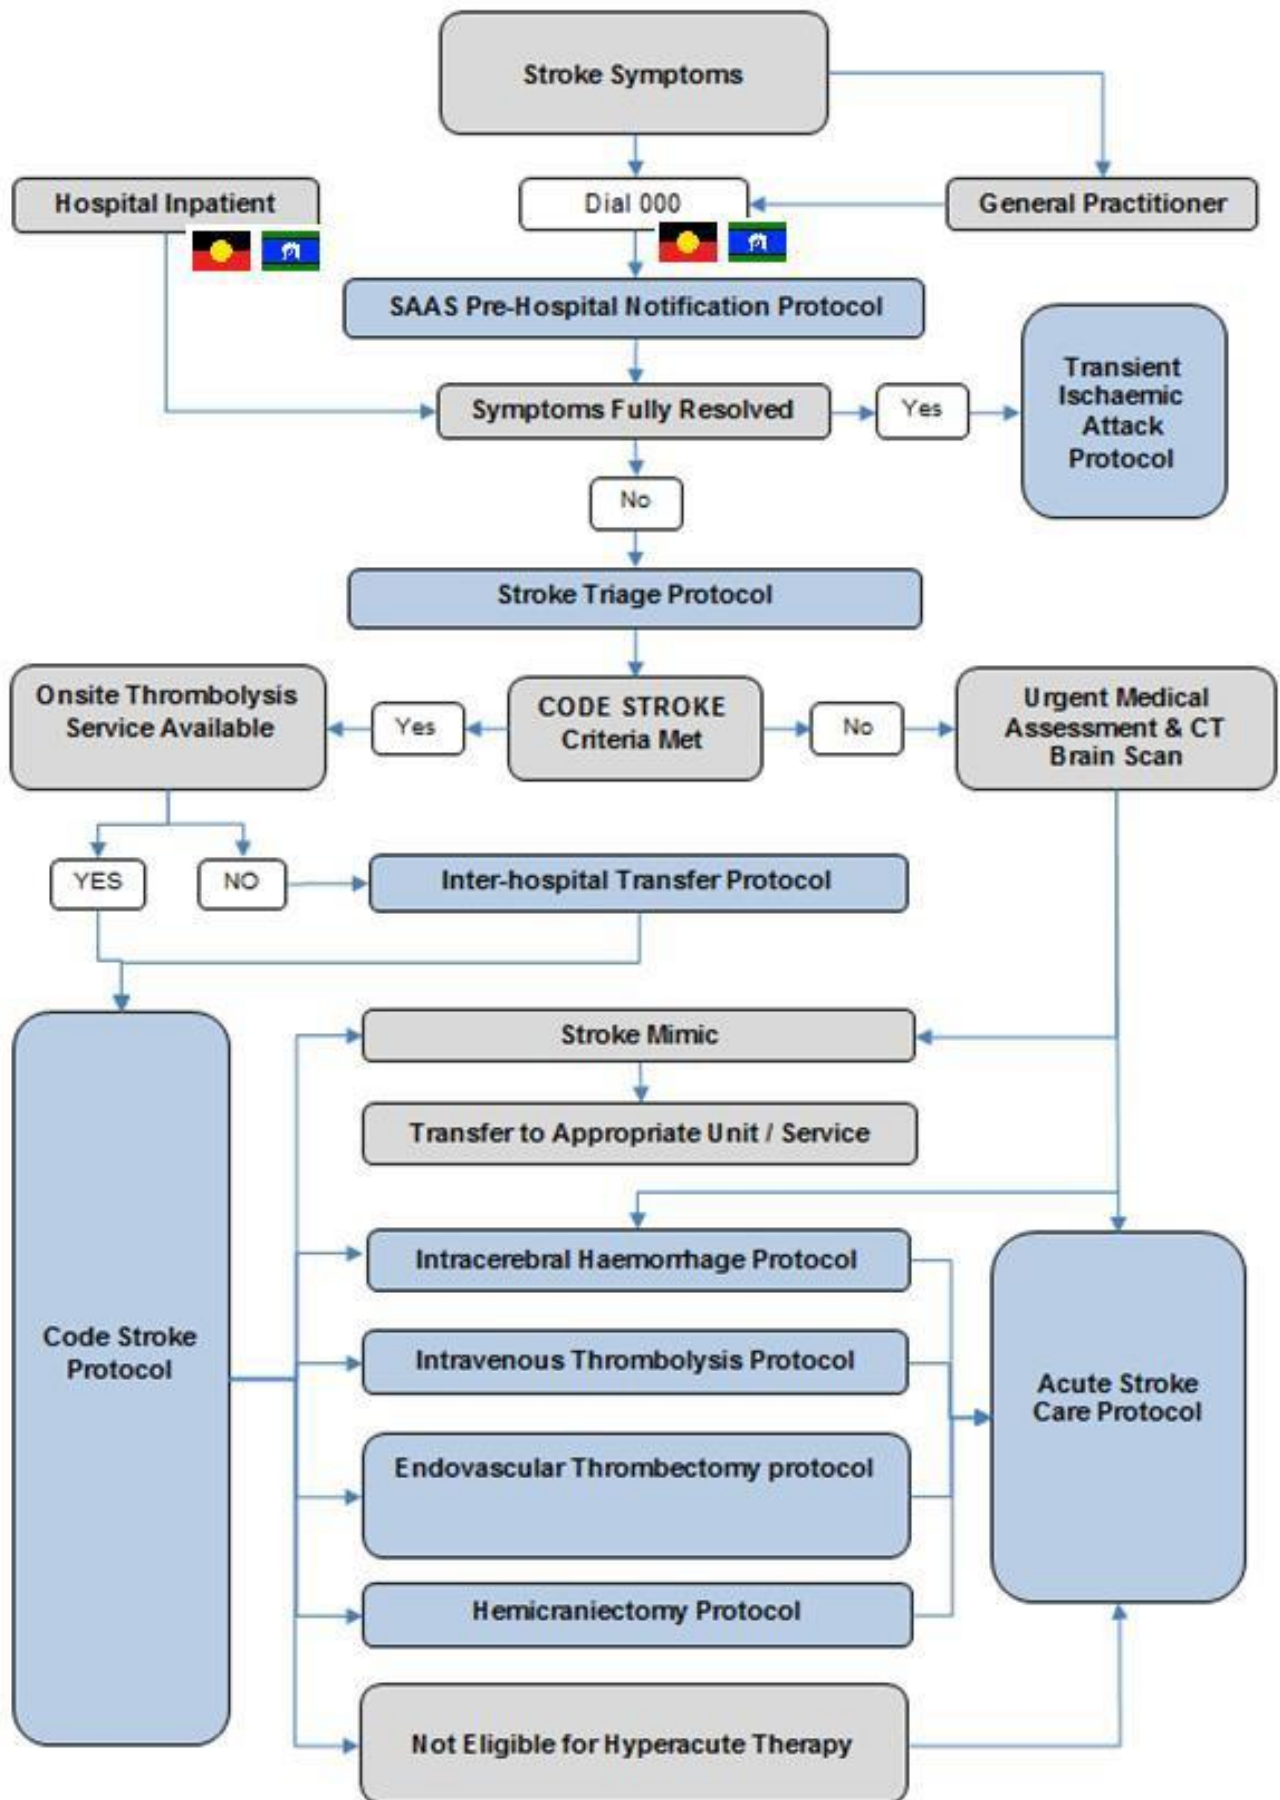 Stroke Symptoms
Hospital Inpatient
Dial 000
General Practitioner
SAAS Pre-Hospital Notification Protocol
Transient
Ischaemic
Attack
Protocol
Symptoms Fully Resolved
Yes
No
Stroke Triage Protocol
Onsite Thrombolysis
Service Available
Yes
CODE STROKE
Criteria Met
No
Urgent Medical
Assessment & CT
Brain Scan
YES
NO
Inter-hospital Transfer Protocol
Stroke Mimic
Transfer to Appropriate Unit / Service
Intracerebral Haemorrhage Protocol
Code Stroke
Protocol
Intravenous Thrombolysis Protocol
Acute Stroke
Care Protocol
Endovascular Thrombectomy protocol
Hemicraniectomy Protocol
Not Eligible for Hyperacute Therapy